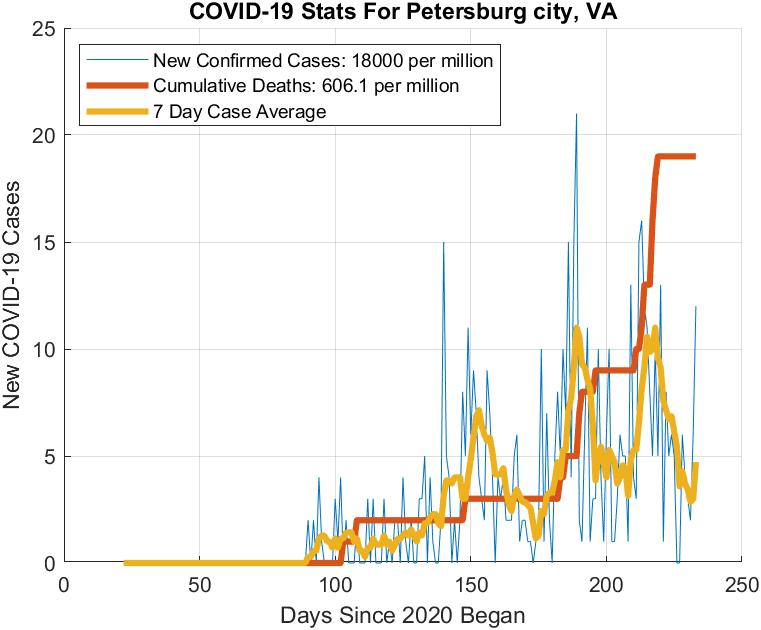 COVID-19 Stats For Petersburg city, VA
New Confirmed Cases: 18000 per million
Cumulative Deaths: 606.1 per million
7 Day Case Average
New COVID-19 Cases
25
20
15
10
5
0
0 50 100 150 200 250
Days Since 2020 Began